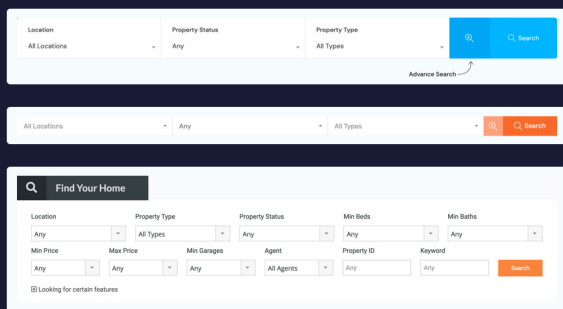 Location Property Status Property Type
All Locations Any All Types Search
Advance Search
All Locations Any All Types Search
Find Your Home
Location Property Type Property Status Min Beds Min Baths
Any All Types Any Any Any
Min Price Max Price Min Garages Agent Property ID Keyword
Any Any Any All Agents Any Any Search
Looking for certain features